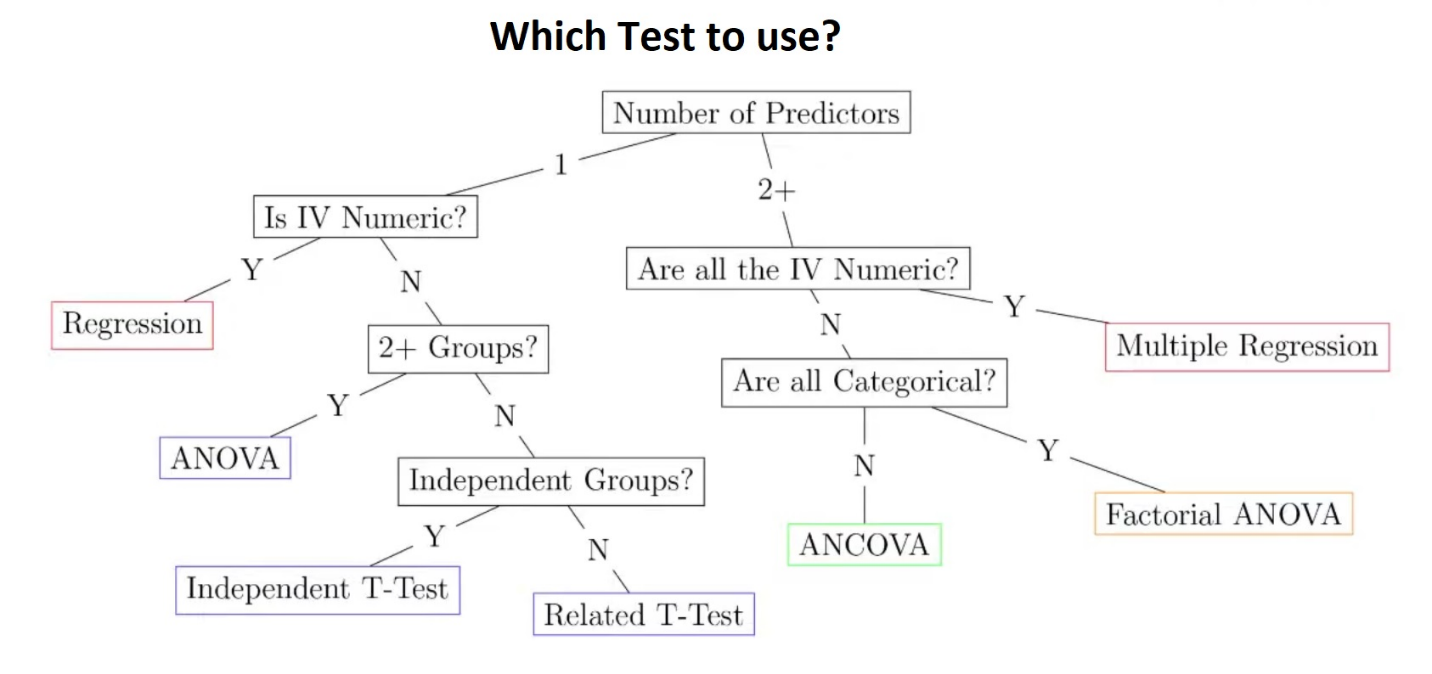 Which Test to use?
Number of Predictors
1
2+
Is IV Numeric?
Are all the IV Numeric?
Y
N
N
Y
Regression
2+ Groups?
Multiple Regression
Are all Categorical?
Y
N
ANOVA
N
Y
Independent Groups?
Factorial ANOVA
Y
N
ANCOVA
Independent T-Test
Related T-Test